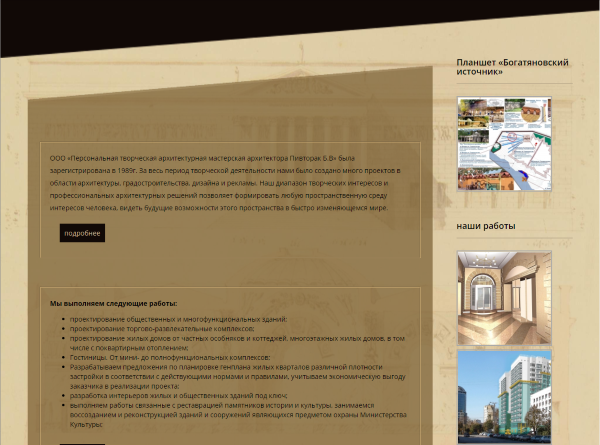 ООО «Персональная творческая архитектурная мастерская архитектора Пивторак Б.В» была
зарегистрирована в 1989г. За весь период творческой деятельности нами было создано много проектов в
области архитектуры, градостроительства, дизайна и рекламы. Наш диапазон творческих интересов и
профессиональных архитектурных решений позволяет формировать любую пространственную среду
интересов человека, видеть будущие возможности этого пространства в быстро изменяющемся мире.
подробнее
Мы выполняем следующие работы:
проектирование общественных и многофункциональных зданий;
проектирование торгово-развлекательные комплексов;
проектирование жилых домов от частных особняков и коттеджей, многоэтажных жилых домов, в том
числе с поквартирным отоплением;
Гостиницы. От мини- до полнофункциональных комплексов;
Разрабатываем предложения по планировке генплана жилых кварталов различной плотности
застройки в соответствии с действующими нормами и правилами, учитываем экономическую выгоду
заказчика в реализации проекта;
разработка интерьеров жилых и общественных зданий под ключ;
выполняем работы связанные с реставрацией памятников истории и культуры, занимаемся
воссозданием и реконструкцией зданий и сооружений являющихся предметом охраны Министерства
Культуры;
Планшет «Богатяновский
источник»
наши работы